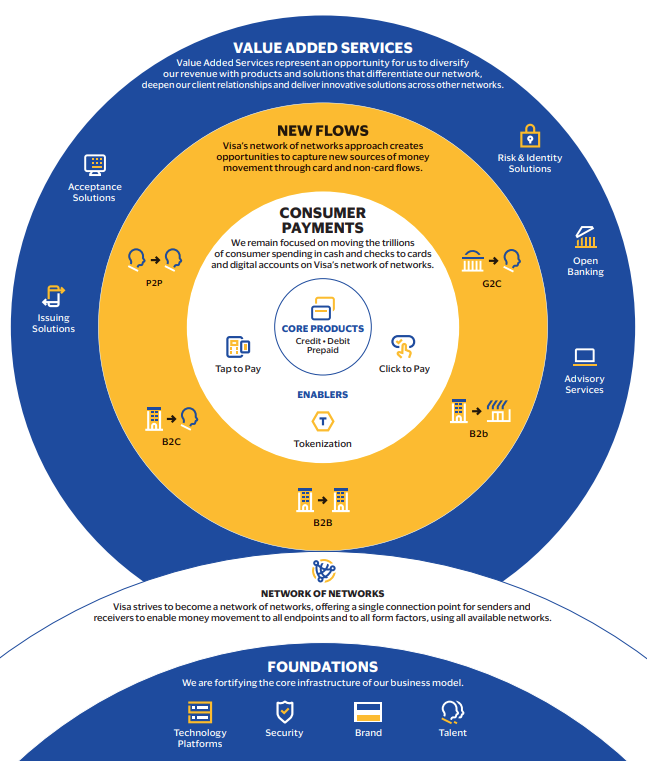 VALUE ADDED SERVICES
Value Added Services represent an opportunity for us to diversify
our revenue with products and solutions that differentiate our network,
deepen our client relationships and deliver innovative solutions across other networks.
NEW FLOWS
Visa's network of networks approach creates
opportunities to capture new sources of money
movement through card and non-card flows.
Acceptance
Solutions
Risk & Identity
Solutions
CONSUMER
PAYMENTS
We remain focused on moving the trillions
of consumer spending in cash and checks to cards
and digital accounts on Visa's network of networks.
P2P
G2C
Open
Banking
Issuing
Solutions
CORE PRODUCTS
Credit • Debit
Prepaid
Tap to Pay
Click to Pay
Advisory
Services
ENABLERS
T
Tokenization
B2C
B2b
B2B
NETWORK OF NETWORKS
Visa strives to become a network of networks, offering a single connection point for senders and
receivers to enable money movement to all endpoints and to all form factors, using all available networks.
FOUNDATIONS
We are fortifying the core infrastructure of our business model.
Technology
Platforms
Security
Brand
Talent